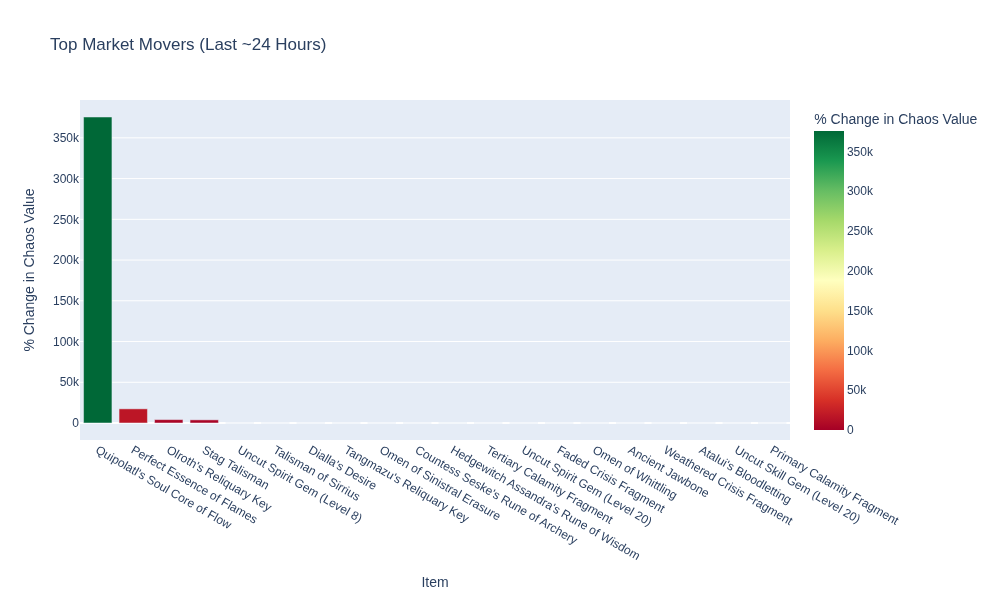 Top Market Movers (Last ~24 Hours)
% Change in Chaos Value
350k
300k
250k
200k
150k
100k
50k
0
Quipolatl's Soul Core of Flow
Perfect Essence of Flames
Olroth's Reliquary Key
Stag Talisman
Uncut Spirit Gem (Level 8)
Talisman of Sirrius
Dialla's Desire
Tangmazu's Reliquary Key
Omen of Sinistral Erasure
Countess Seske's Rune of Archery
Hedgewitch Assandra's Rune of Wisdom
Tertiary Calamity Fragment
Uncut Spirit Gem (Level 20)
Faded Crisis Fragment
Omen of Whittling
Ancient Jawbone
Weathered Crisis Fragment
Atalui's Bloodletting
Uncut Skill Gem (Level 20)
Primary Calamity Fragment
Item
% Change in Chaos Value
350k
300k
250k
200k
150k
100k
50k
0